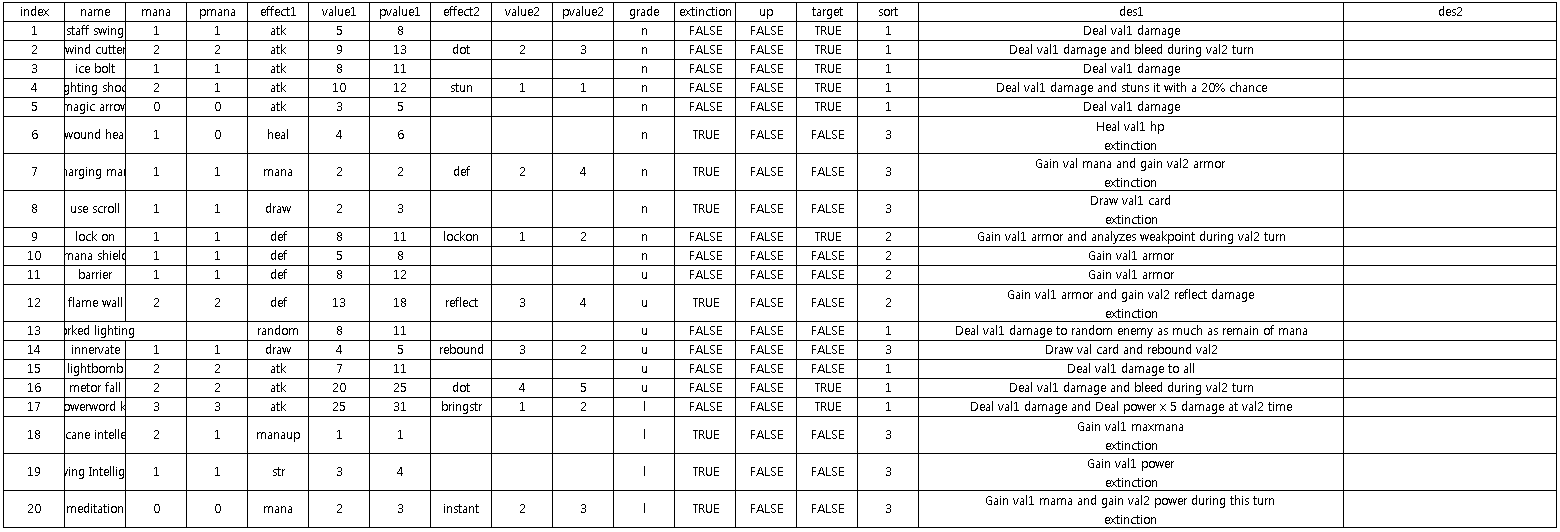 index name mana pmana effect1 value1 pvalue1 effect2 value2 pvalue2 grade extinction up target sort des1 des2
1 staff swing 1 1 atk 5 8 n FALSE FALSE TRUE 1 Deal val1 damage
2 wind cutter 2 2 atk 9 13 dot 2 3 n FALSE FALSE TRUE 1 Deal val1 damage and bleed during val2 turn
3 ice bolt 1 1 atk 8 11 n FALSE FALSE TRUE 1 Deal val1 damage
4 ghting shoc 2 1 atk 10 12 stun 1 1 n FALSE FALSE TRUE 1 Deal val1 damage and stuns it with a 20% chance
5 magic arrow 0 0 atk 3 5 n FALSE FALSE TRUE 1 Deal val1 damage
6 wound hea 1 0 heal 4 6 n TRUE FALSE FALSE 3 Heal val1 hp
extinction
7 harging mar 1 1 mana 2 2 def 2 4 n TRUE FALSE FALSE 3 Gain val mana and gain val2 armor
extinction
8 use scroll 1 1 draw 2 3 n TRUE FALSE FALSE 3 Draw val1 card
extinction
9 lock on 1 1 def 8 11 lockon 1 2 n FALSE FALSE TRUE 2 Gain val1 armor and analyzes weakpoint during val2 turn
10 mana shield 1 1 def 5 8 n FALSE FALSE FALSE 2 Gain val1 armor
11 barrier 1 1 def 8 12 u FALSE FALSE FALSE 2 Gain val1 armor
12 flame wall 2 2 def 13 18 reflect 3 4 u TRUE FALSE FALSE 2 Gain val1 armor and gain val2 reflect damage
extinction
13 orked lighting random 8 11 u FALSE FALSE FALSE 1 Deal val1 damage to random enemy as much as remain of mana
14 innervate 1 1 draw 4 5 rebound 3 2 u FALSE FALSE FALSE 3 Draw val card and rebound val2
15 lightbomb 2 2 atk 7 11 u FALSE FALSE FALSE 1 Deal val1 damage to all
16 metor fall 2 2 atk 20 25 dot 4 5 u FALSE FALSE TRUE 1 Deal val1 damage and bleed during val2 turn
17 owerword k 3 3 atk 25 31 bringstr 1 2 l FALSE FALSE TRUE 1 Deal val1 damage and Deal power x 5 damage at val2 time
18 cane intelle 2 1 manaup 1 1 l TRUE FALSE FALSE 3 Gain val1 maxmana
extinction
19 ving Intellig 1 1 str 3 4 l TRUE FALSE FALSE 3 Gain val1 power
extinction
20 meditation 0 0 mana 2 3 instant 2 3 l TRUE FALSE FALSE 3 Gain val1 mama and gain val2 power during this turn
extinction